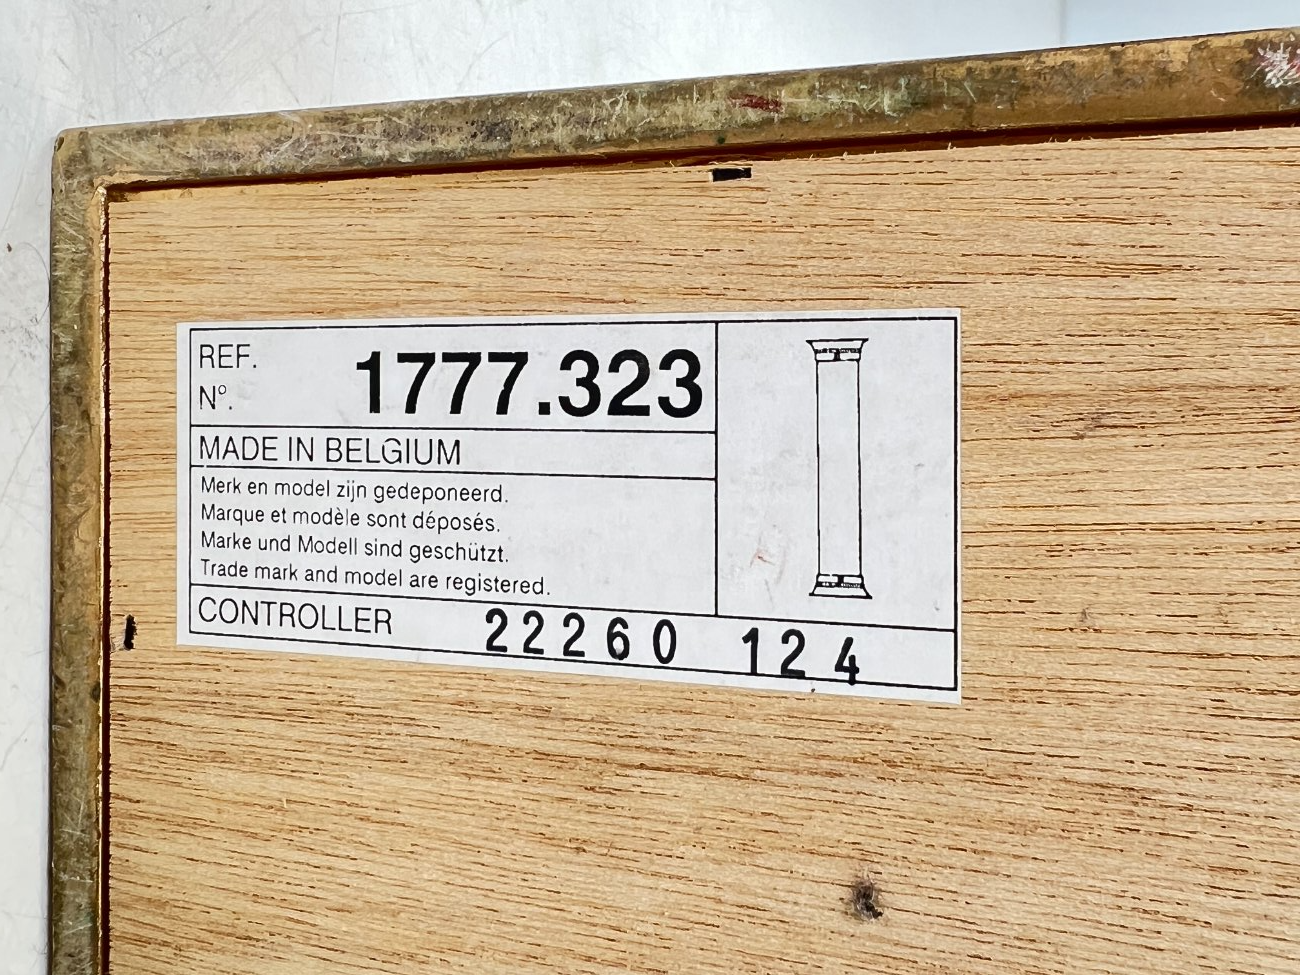 REF.
Nº.
1777.323
MADE IN BELGIUM
Merk en model zijn gedeponeerd.
Marque et modèle sont déposés.
Marke und Modell sind geschützt.
Trade mark and model are registered.
CONTROLLER 22260 124